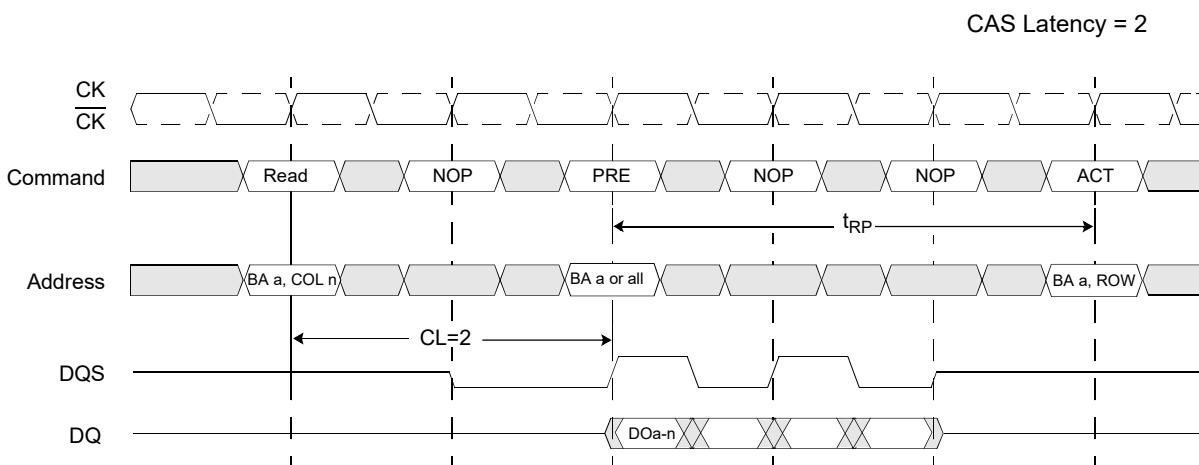 CAS Latency = 2
CK
CK
Command
Read
NOP
PRE
NOP
NOP
ACT
tRP
Address
BA a, COL n
BA a or all
BA a, ROW
CL=2
DQS
DQ
DOa-n